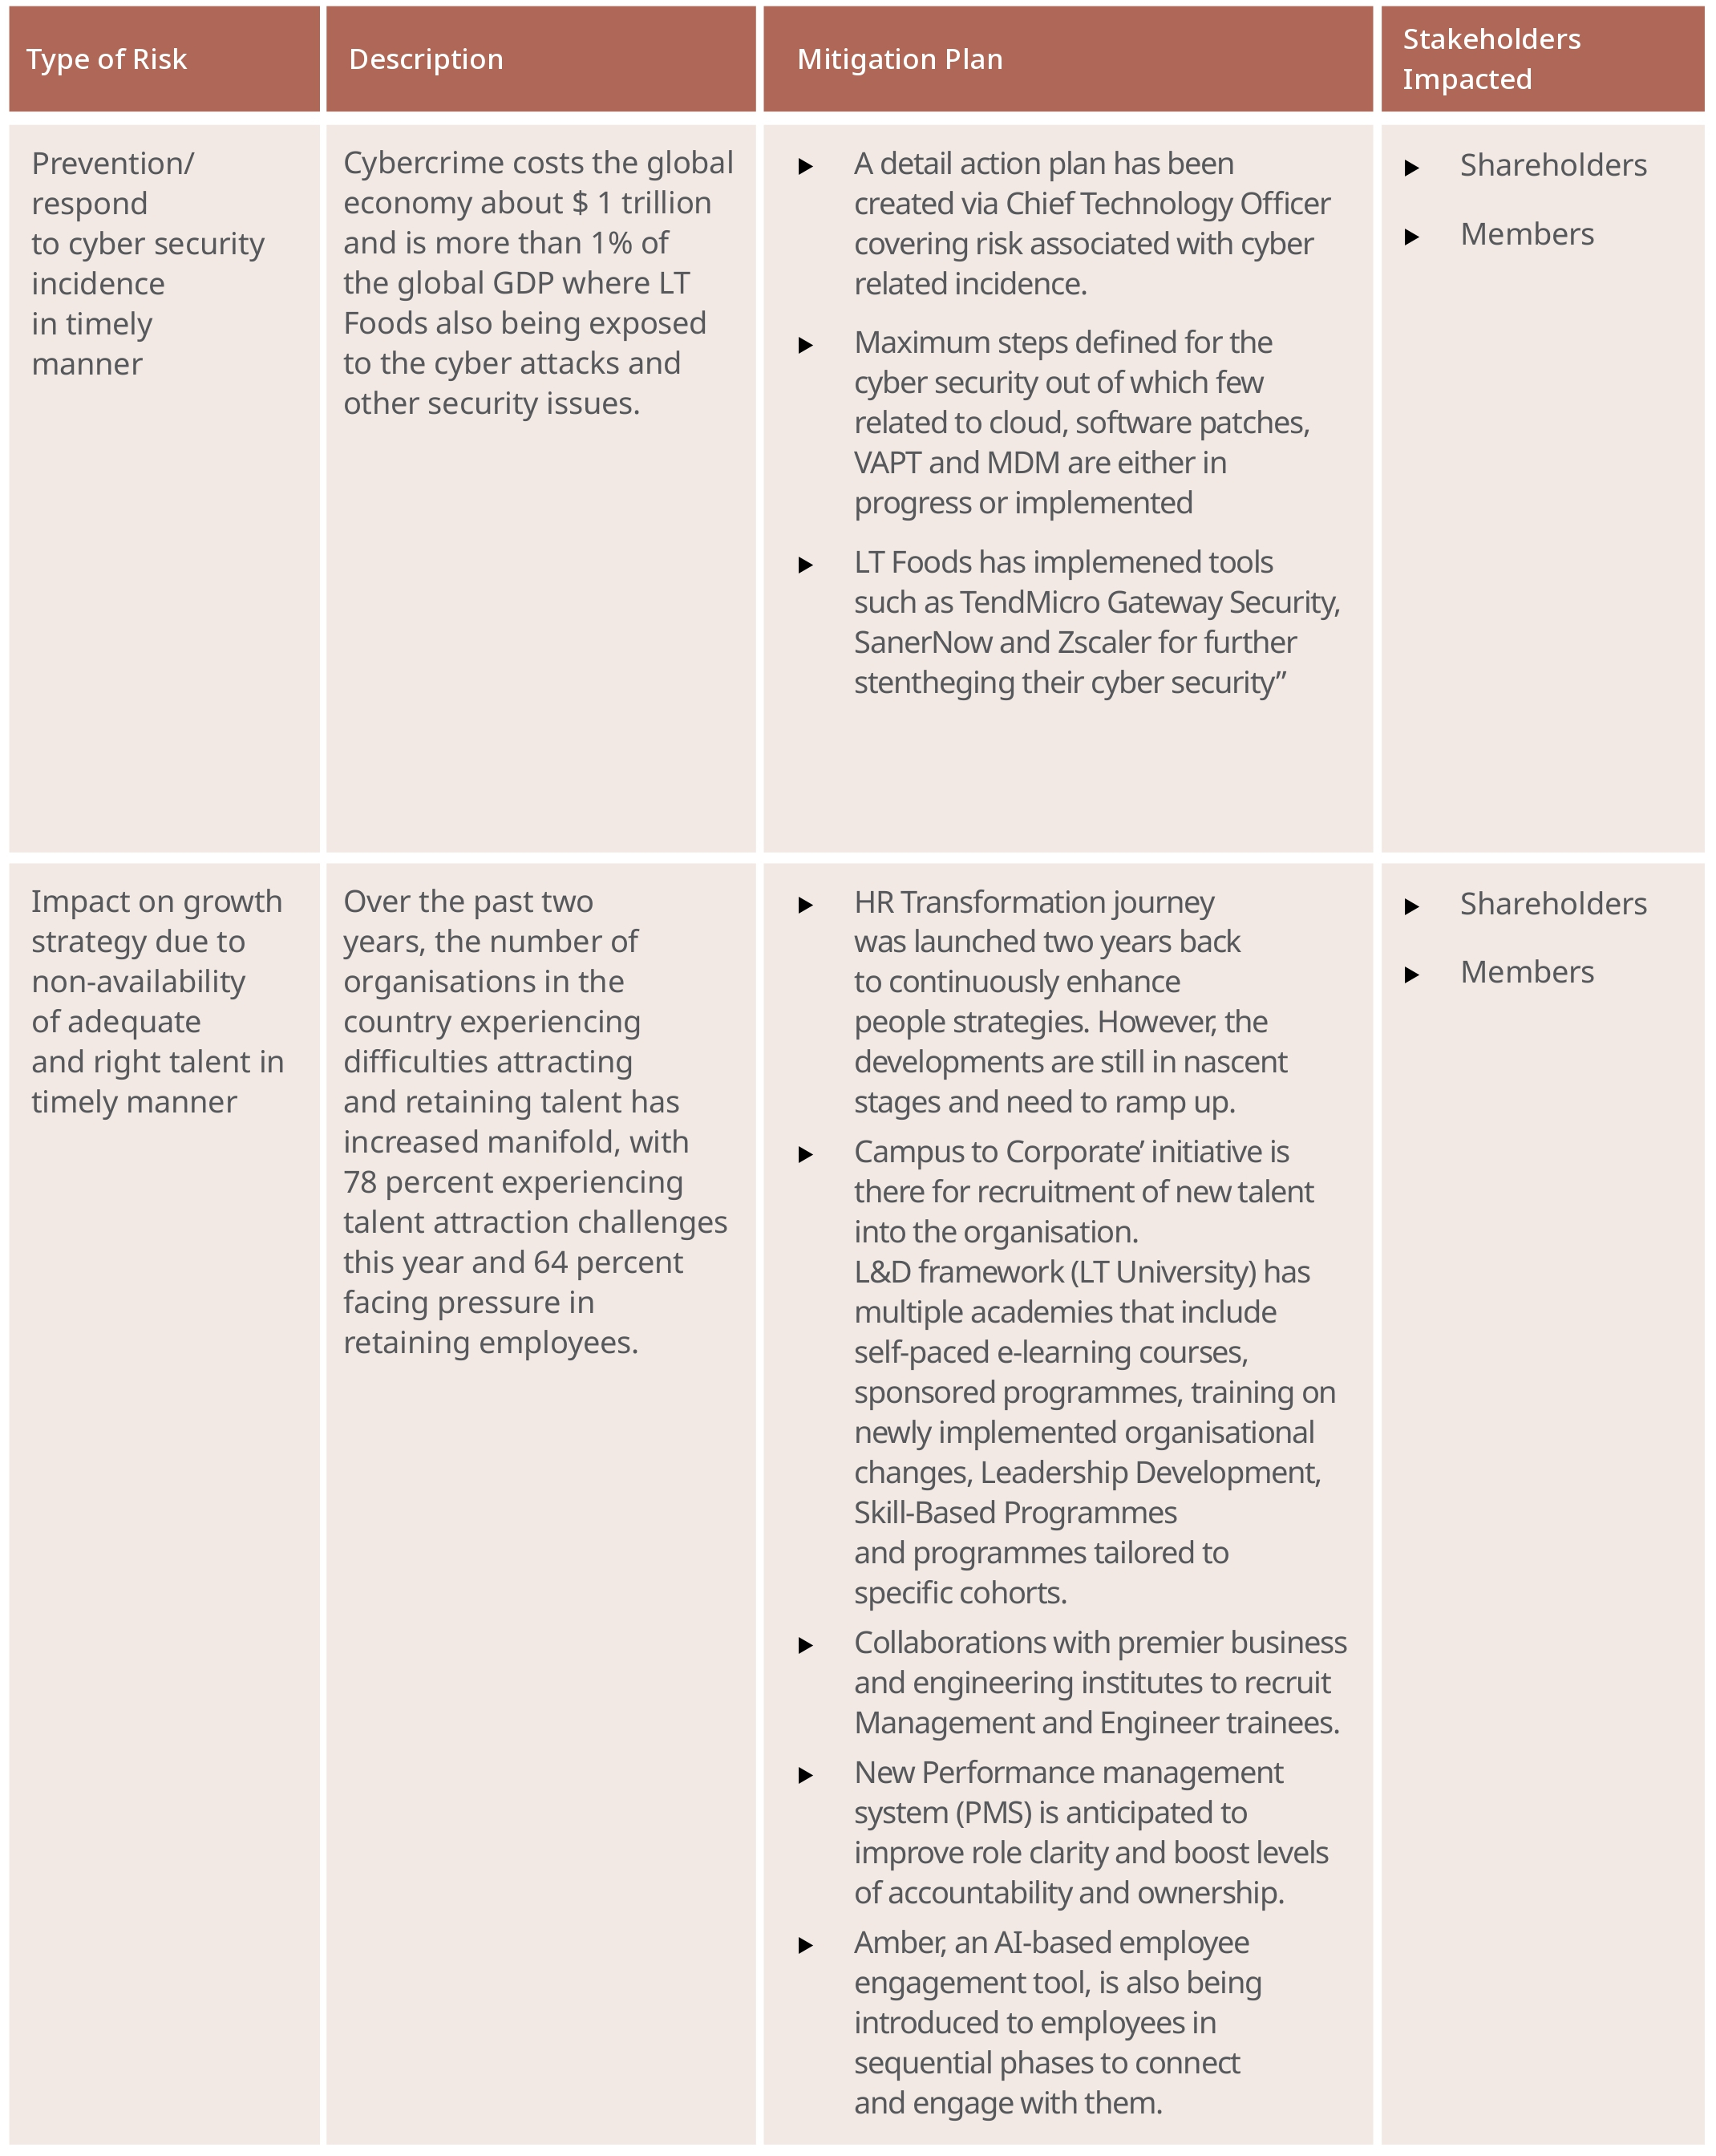 Type of Risk
Description
Mitigation Plan
Stakeholders
Impacted
Prevention/
respond
to cyber security
incidence
in timely
manner
Cybercrime costs the global
economy about $ 1 trillion
and is more than 1% of
the global GDP where LT
Foods also being exposed
to the cyber attacks and
other security issues.
A detail action plan has been
created via Chief Technology Officer
covering risk associated with cyber
related incidence.
Maximum steps defined for the
cyber security out of which few
related to cloud, software patches,
VAPT and MDM are either in
progress or implemented
LT Foods has implemened tools
such as TendMicro Gateway Security,
SanerNow and Zscaler for further
stentheging their cyber security”
Shareholders
Members
Impact on growth
strategy due to
non-availability
of adequate
and right talent in
timely manner
Over the past two
years, the number of
organisations in the
country experiencing
difficulties attracting
and retaining talent has
increased manifold, with
78 percent experiencing
talent attraction challenges
this year and 64 percent
facing pressure in
retaining employees.
HR Transformation journey
was launched two years back
to continuously enhance
people strategies. However, the
developments are still in nascent
stages and need to ramp up.
Campus to Corporate’ initiative is
there for recruitment of new talent
into the organisation.
L&D framework (LT University) has
multiple academies that include
self-paced e-learning courses,
sponsored programmes, training on
newly implemented organisational
changes, Leadership Development,
Skill-Based Programmes
and programmes tailored to
specific cohorts.
Collaborations with premier business
and engineering institutes to recruit
Management and Engineer trainees.
New Performance management
system (PMS) is anticipated to
improve role clarity and boost levels
of accountability and ownership.
Amber, an AI-based employee
engagement tool, is also being
introduced to employees in
sequential phases to connect
and engage with them.
Shareholders
Members